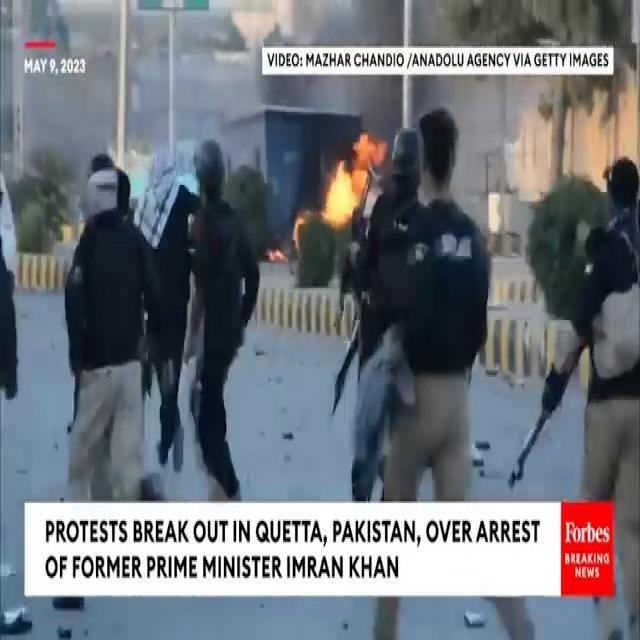 MAY 9, 2023
VIDEO: MAZHAR CHANDIO /ANADOLU AGENCY VIA GETTY IMAGES
PROTESTS BREAK OUT IN QUETTA, PAKISTAN, OVER ARREST
OF FORMER PRIME MINISTER IMRAN KHAN
Forbes
BREAKING
NEWS